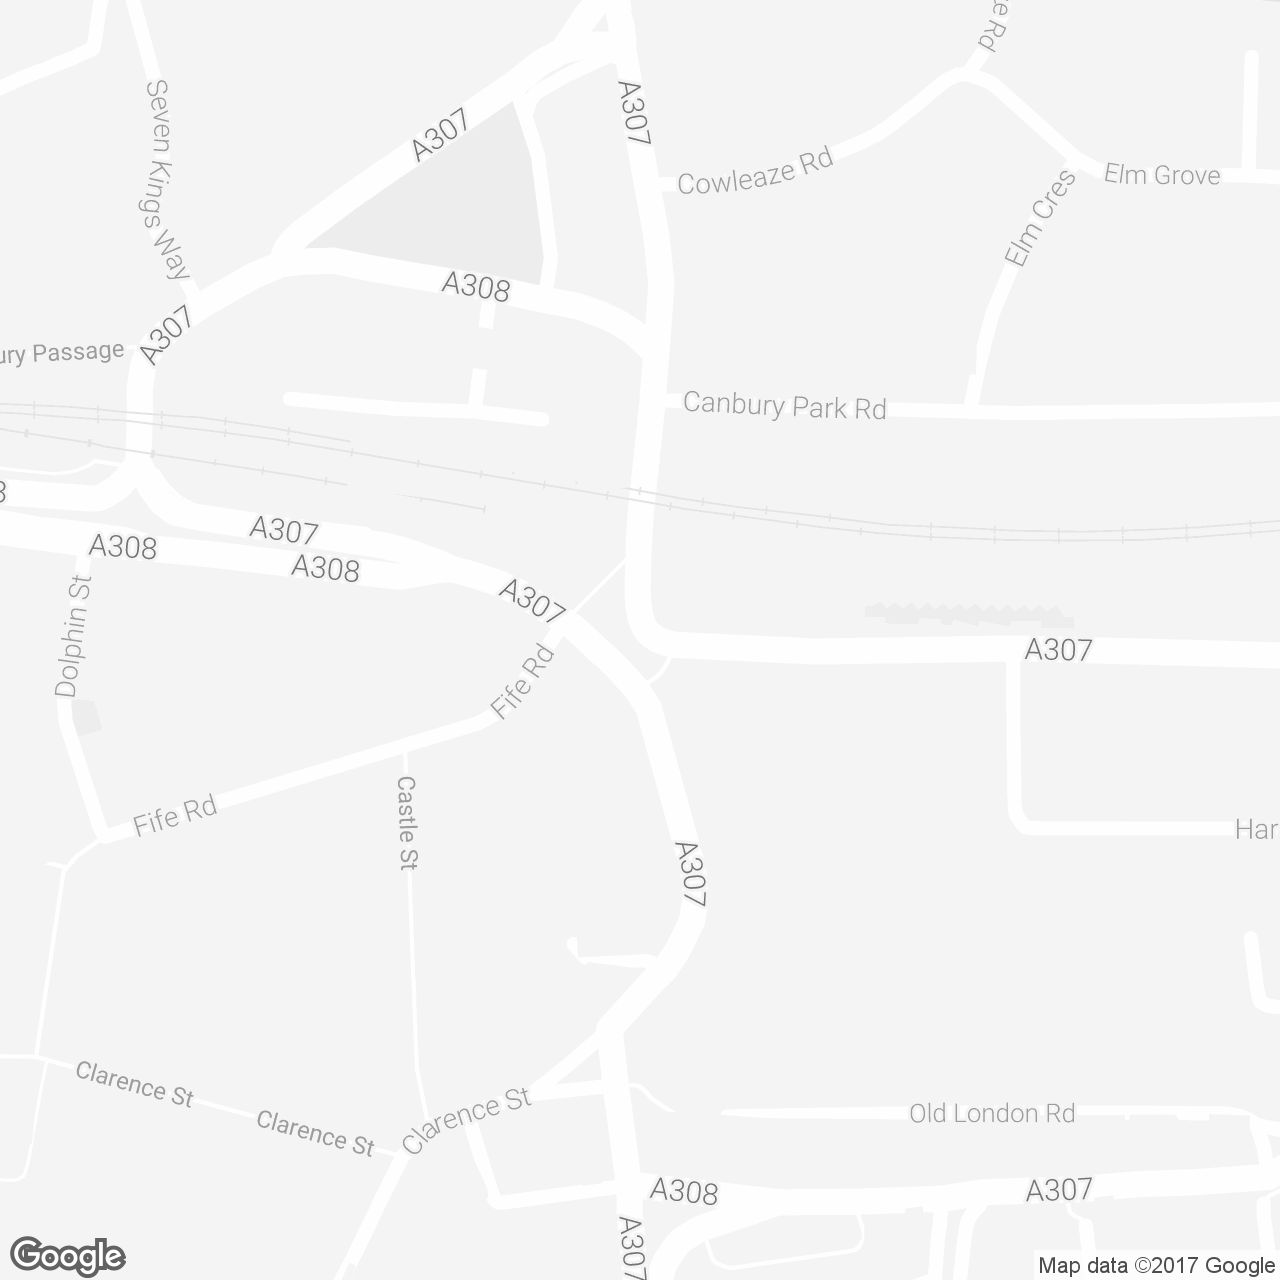 Seven Kings Way
A307
A307
Cowleaze Rd
Elm Grove
Elm Cres
A308
A307
Passage
Canbury Park Rd
A307
A308
A308
A307
Dolphin St
Fife Rd
A307
Fife Rd
Castle St
A307
Clarence St
Clarence St
Clarence St
Old London Rd
A308
A307
A307
Google
Map data ©2017 Google